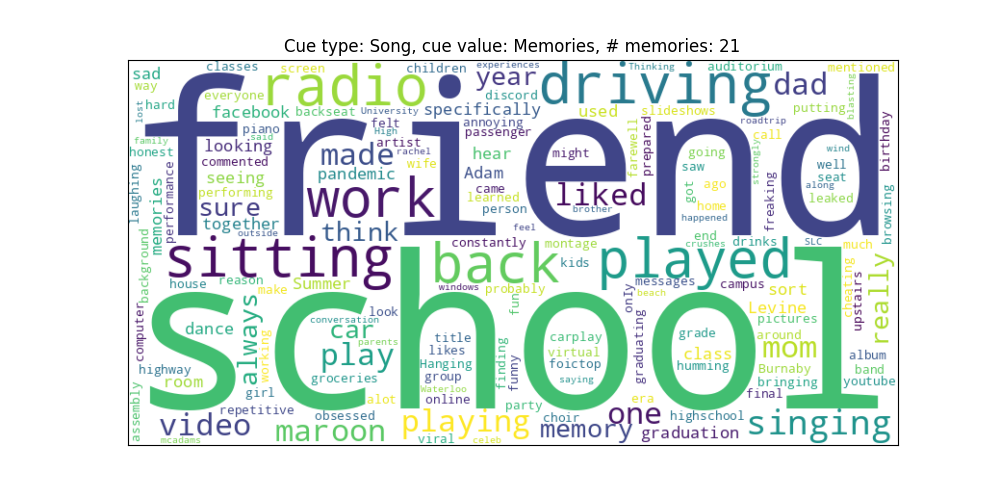 Cue type: Song, cue value: Memories, # memories: 21
sad classes screen children experiences Thinking auditorium mentioned
way everyone radio discord year driving dad
lost hard facebook backseat University specifically used slideshows putting blasting
piano said felt High artist annoying passenger farewell prepared call roadtrip birthday
family honest looking commented made rachel wife hear might saw going strongly wind well
friend
laughing memories performance seeing performing pandemic Adam came learned person liked brother got ago home freaking along seat leaked browsing
sure work together outside think feel happened
background sitting constantly montage end crushes drinks SLC much
house reason back kids played really
make Summer windows probably fun only messages campus sort cheating upstairs
school
computer always look beach Levine pictures
dance car conversation title carplay grade around
highway room working play parents likes Hanging finding funny virtual foictop graduating class humming mom album band
girl groceries group saying Burnaby bringing youtube
assembly alot Waterloo online party era final
repetitive obsessed viral choir one highschool
mcadams video maroon playing celeb memory graduation singing